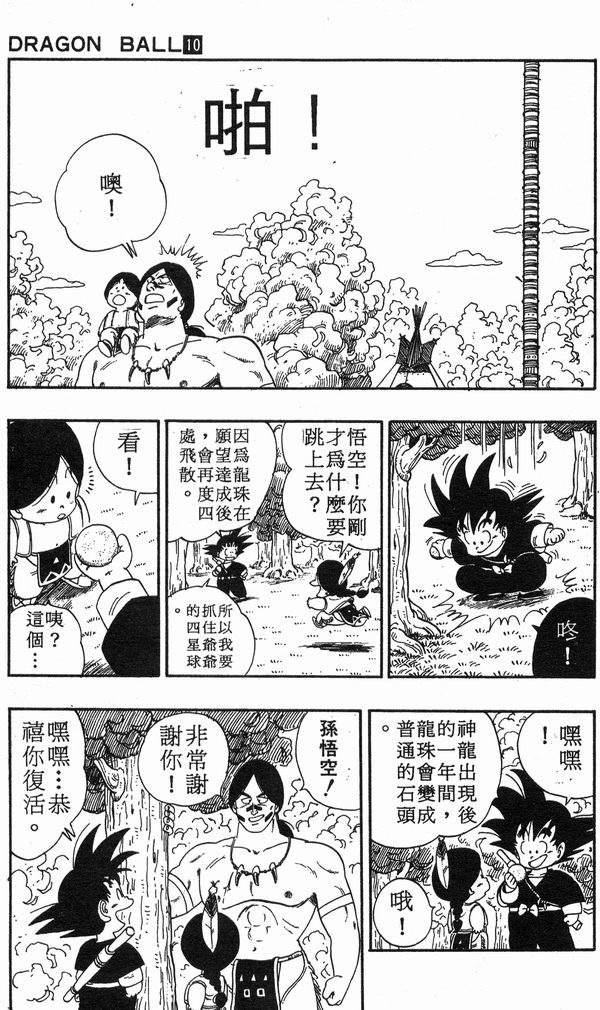 DRAGON BALL 10
啪！
噢！
咚！
悟空！你剛
才爲什麼要
跳上去？
因爲龍珠在
願望達成後
，會再度四
處飛散。
所以我要
抓住爺爺
的四星球
。
看！
咦？
這個…
嘿嘿
！
神龍出現後
的一年間，
龍珠會變成
普通的石頭
。
哦！
孫悟空！
非常謝
謝你！
嘿嘿…恭
禧你復活。